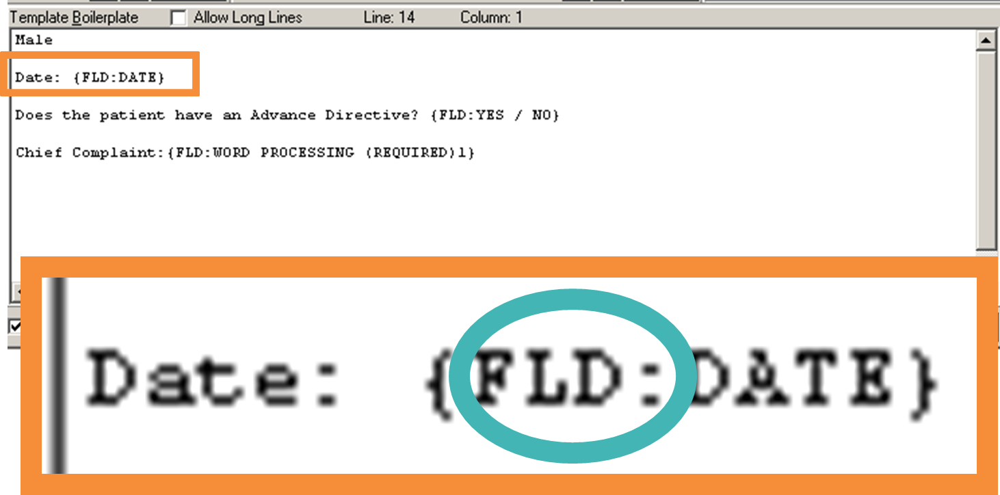 Template Boilerplate Allow Long Lines Line: 14 Column: 1
Male
Date: {FLD:DATE}
Does the patient have an Advance Directive? {FLD:YES / NO}
Chief Complaint:{FLD:WORD PROCESSING (REQUIRED)1}
Date: {FLD:DATE}